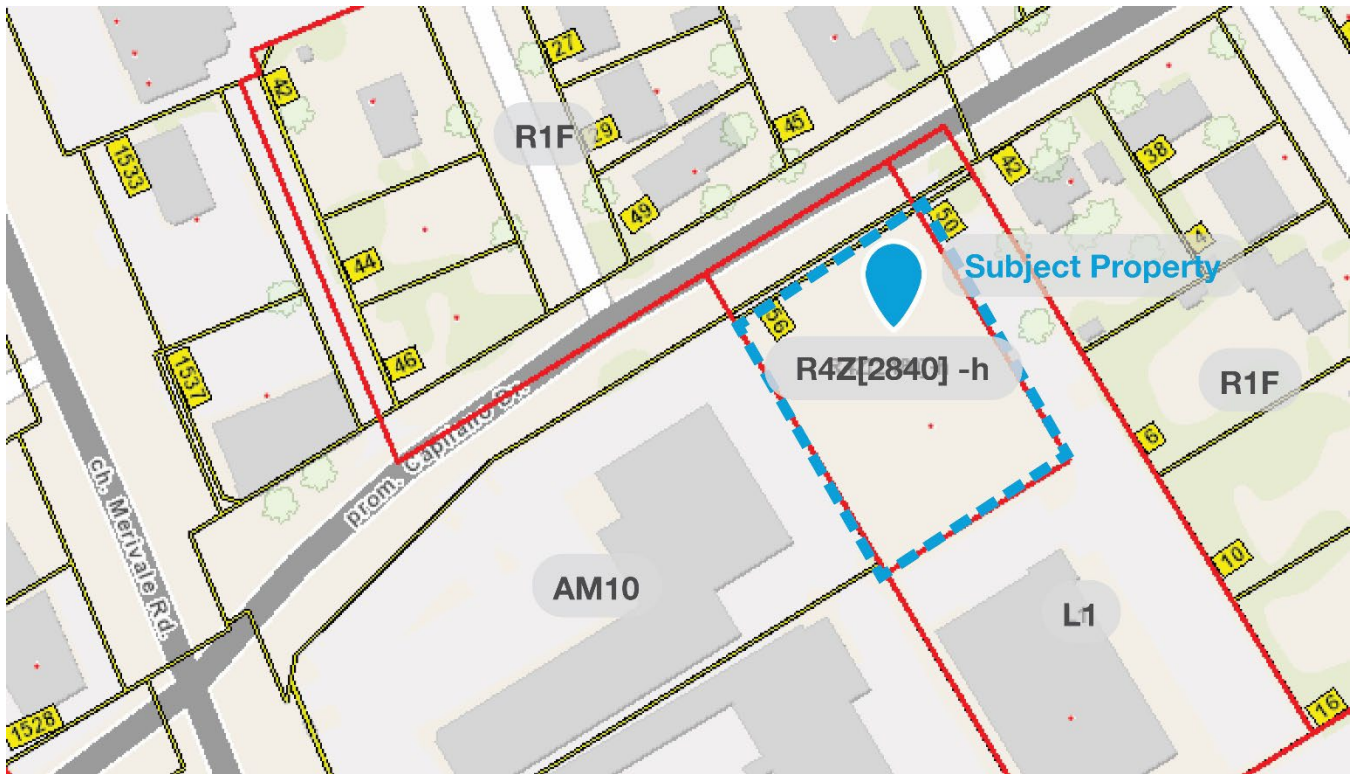 27
42
R1F
29
45
1533
49
42
38
50
4
44
Subject Property
56
R4Z[2840] -h
46
1537
R1F
prom. Capilano Dr.
6
ch. Merivale Rd.
10
AM10
L1
16
1528